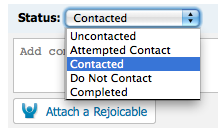 Status: Contacted
Uncontacted
Attempted Contact
Contacted
Do Not Contact
Completed
Add co
Attach a Rejoicable